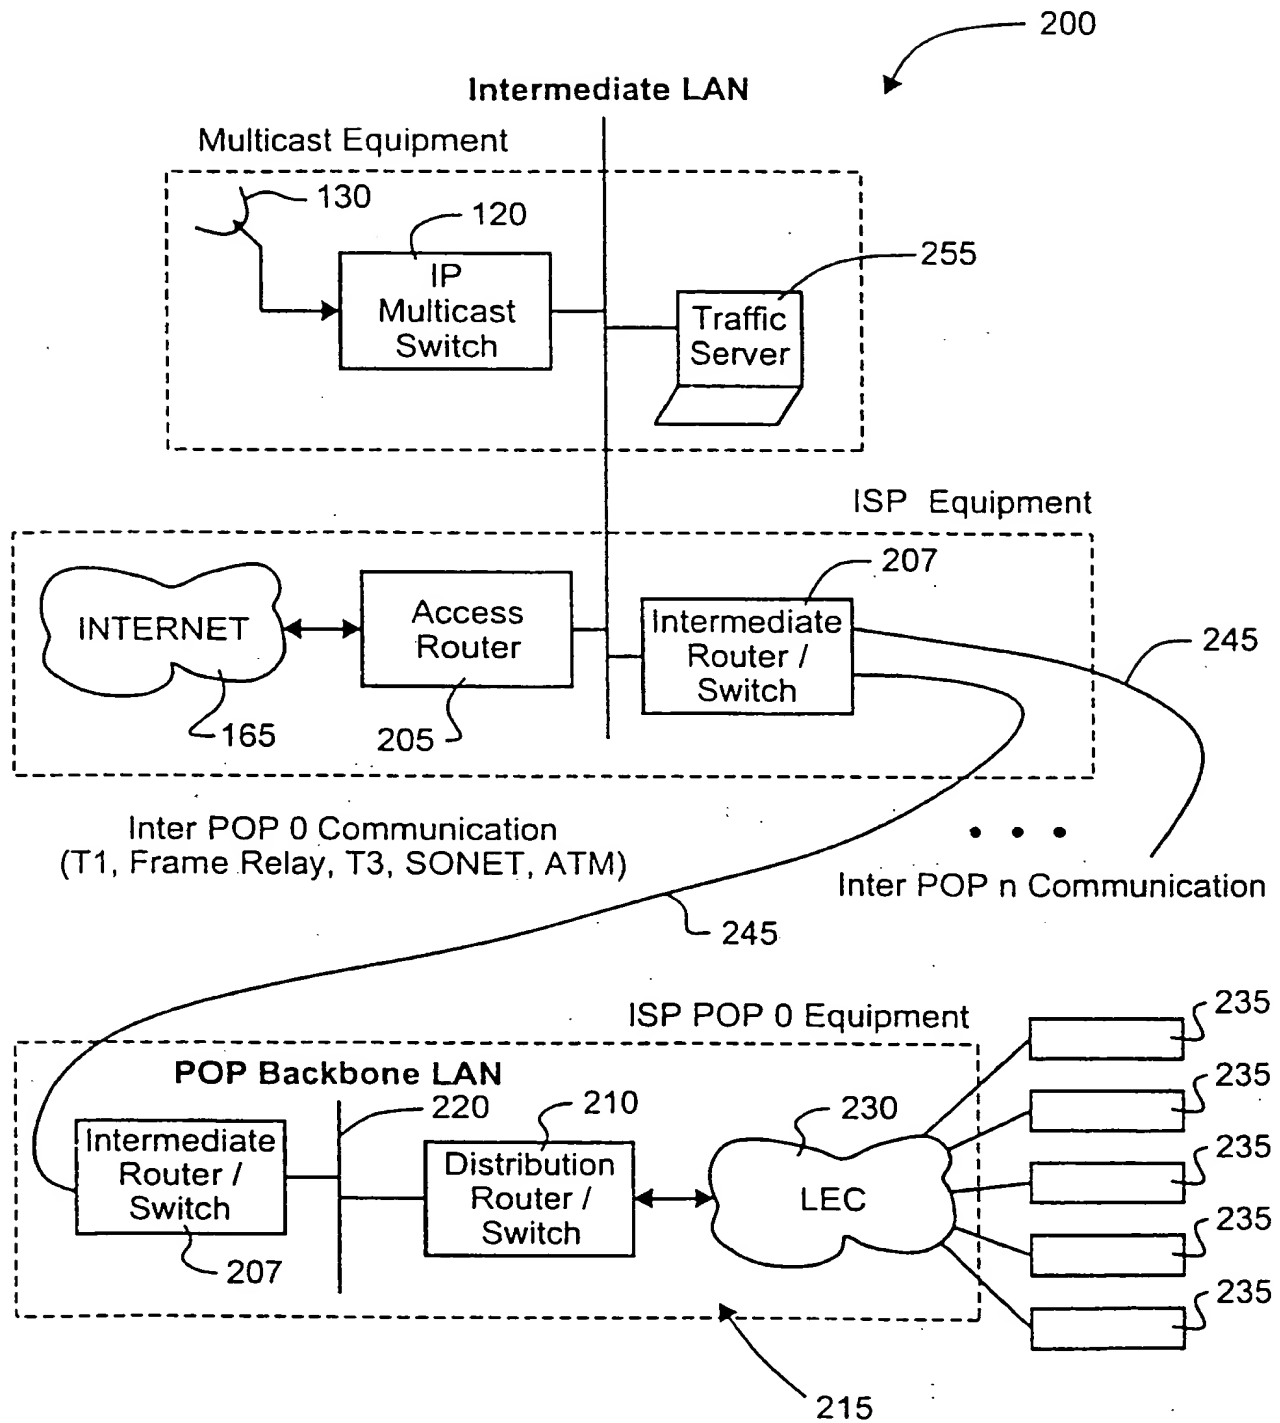 200
Intermediate LAN
Multicast Equipment
130
120
IP
Multicast
Switch
255
Traffic
Server
ISP Equipment
207
INTERNET
Access
Router
Intermediate
Router /
Switch
245
165
205
Inter POP 0 Communication
(T1, Frame Relay, T3, SONET, ATM)
• • •
Inter POP n Communication
245
ISP POP 0 Equipment
235
POP Backbone LAN
220
210
230
235
Intermediate
Router /
Switch
Distribution
Router /
Switch
LEC
235
235
207
235
215